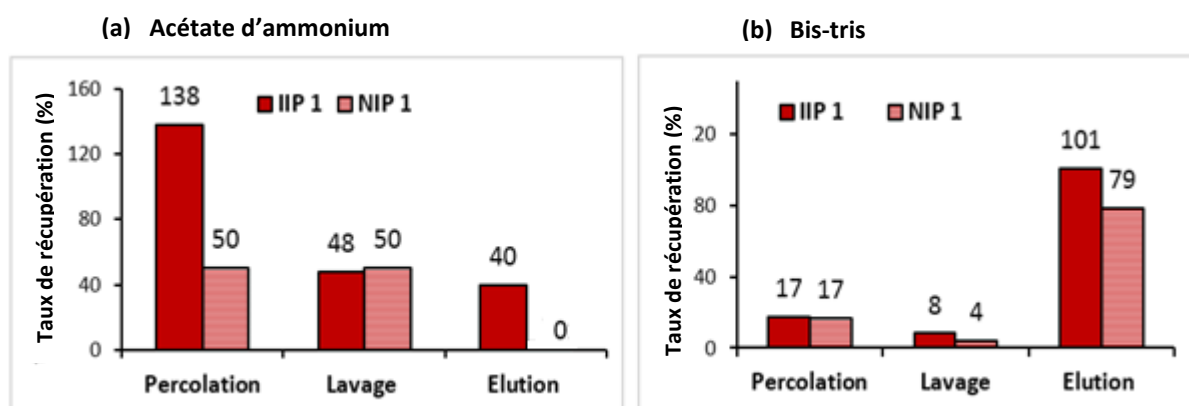 (a) Acétate d'ammonium
Taux de récupération (%)
160
120
80
40
0
IIP 1 NIP 1
138
50
48
50
40
0
Percolation Lavage Elution
(b) Bis-tris
Taux de récupération (%)
20
80
40
0
IIP 1 NIP 1
17
17
8
4
101
79
Percolation Lavage Elution